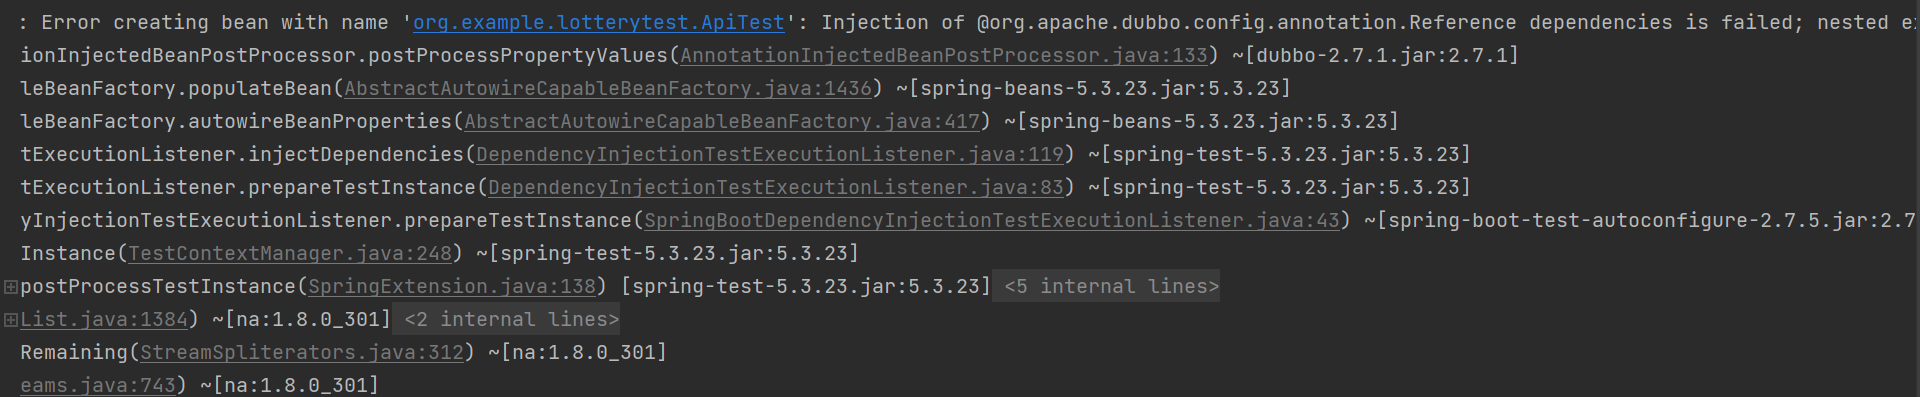 : Error creating bean with name 'org.example.lotterytest.ApiTest': Injection of @org.apache.dubbo.config.annotation.Reference dependencies is failed; nested ex
ionInjectedBeanPostProcessor.postProcessPropertyValues(AnnotationInjectedBeanPostProcessor.java:133) ~[dubbo-2.7.1.jar:2.7.1]
leBeanFactory.populateBean(AbstractAutowireCapableBeanFactory.java:1436) ~[spring-beans-5.3.23.jar:5.3.23]
leBeanFactory.autowireBeanProperties(AbstractAutowireCapableBeanFactory.java:417) ~[spring-beans-5.3.23.jar:5.3.23]
tExecutionListener.injectDependencies(DependencyInjectionTestExecutionListener.java:119) ~[spring-test-5.3.23.jar:5.3.23]
tExecutionListener.prepareTestInstance(DependencyInjectionTestExecutionListener.java:83) ~[spring-test-5.3.23.jar:5.3.23]
yInjectionTestExecutionListener.prepareTestInstance(SpringBootDependencyInjectionTestExecutionListener.java:43) ~[spring-boot-test-autoconfigure-2.7.5.jar:2.7
Instance(TestContextManager.java:248) ~[spring-test-5.3.23.jar:5.3.23]
postProcessTestInstance(SpringExtension.java:138) [spring-test-5.3.23.jar:5.3.23] <5 internal lines>
List.java:1384) ~[na:1.8.0_301] <2 internal lines>
Remaining(StreamSpliterators.java:312) ~[na:1.8.0_301]
eams.java:743) ~[na:1.8.0_301]